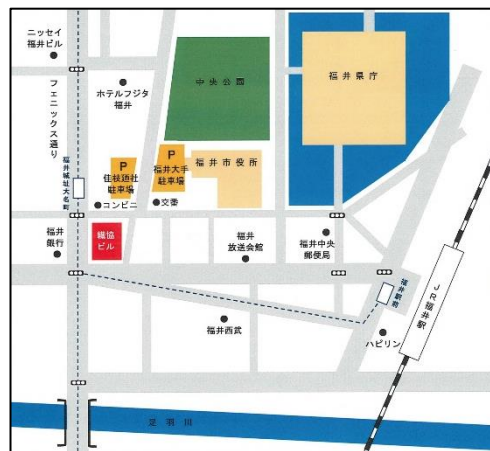 ニッセイ
福井ビル
フェニックス通り
ホテルフジタ
福井
中央公園
福井県庁
P
佳枝通社
駐車場
P
福井大手
駐車場
福井市役所
福井城址大名町
コンビニ
交番
福井
銀行
繊協
ビル
福井
放送会館
福井中央
郵便局
福井駅前
JR福井駅
福井西武
ハピリン
足羽川